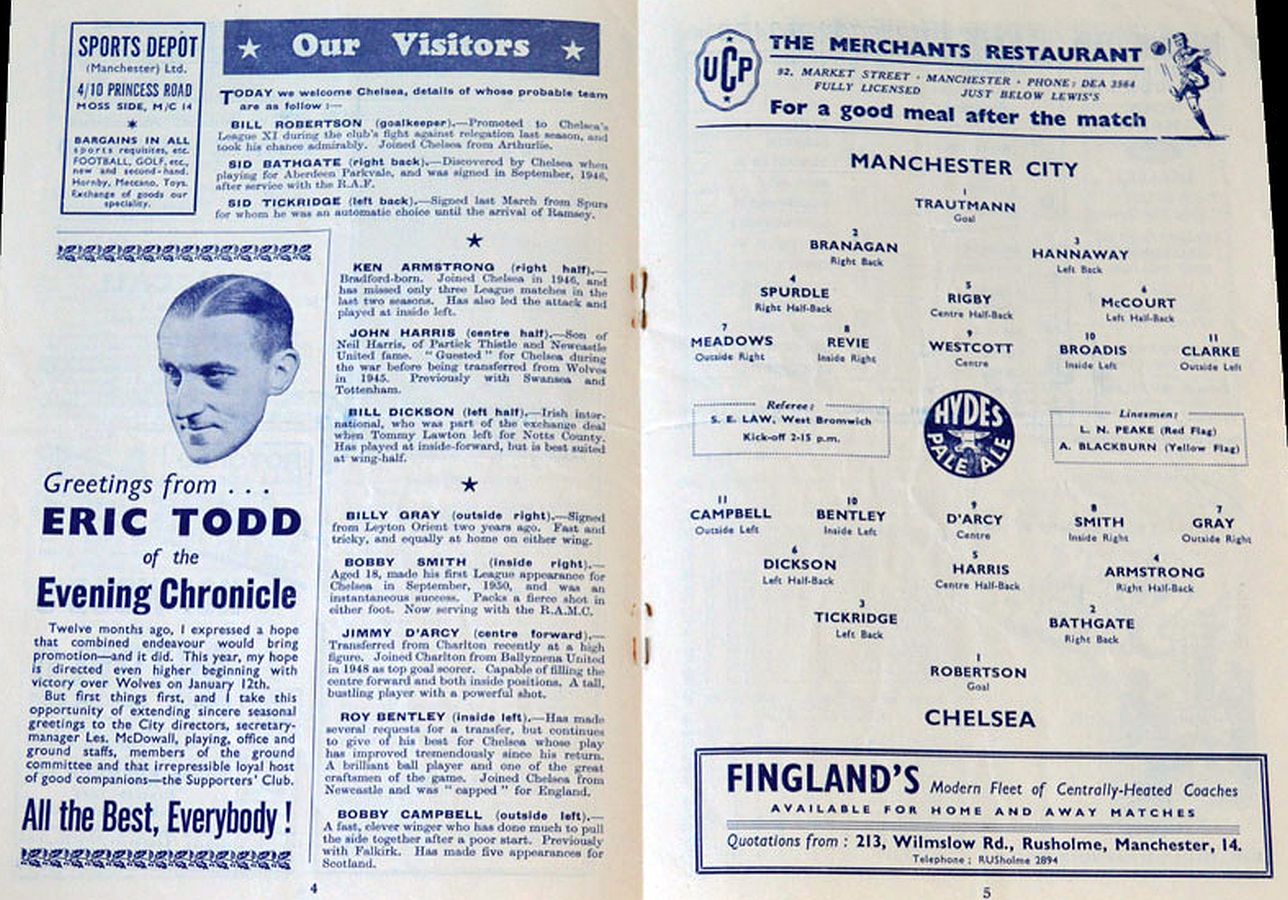 SPORTS DEPÔT
(Manchester) Ltd.
4/10 PRINCESS ROAD
MOSS SIDE, M/C 14
BARGAINS IN ALL
sports requisites, etc.
FOOTBALL, GOLF, etc.,
new and second-hand.
Hornby, Meccano, Toys.
Exchange of goods our
speciality.
Our Visitors
TODAY we welcome Chelsea, details of whose probable team
are as follow :—
BILL ROBERTSON (goalkeeper).—Promoted to Chelsea's
League XI during the club's fight against relegation last season, and
took his chance admirably. Joined Chelsea from Arthurlie.
SID BATHGATE (right back).—Discovered by Chelsea when
playing for Aberdeen Parkvale, and was signed in September, 1946,
after service with the R.A.F.
SID TICKRIDGE (left back).—Signed last March from Spurs
for whom he was an automatic choice until the arrival of Ramsey.
KEN ARMSTRONG (right half).—
Bradford-born. Joined Chelsea in 1946, and
has missed only three League matches in the
last two seasons. Has also led the attack and
played at inside left.
JOHN HARRIS (centre half).—Son of
Neil Harris, of Partick Thistle and Newcastle
United fame. "Guested" for Chelsea during
the war before being transferred from Wolves
in 1945. Previously with Swansea and
Tottenham.
BILL DICKSON (left half).—Irish inter-
national, who was part of the exchange deal
when Tommy Lawton left for Notts County.
Has played at inside-forward, but is best suited
at wing-half.
BILLY GRAY (outside right).—Signed
from Leyton Orient two years ago. Fast and
tricky, and equally at home on either wing.
BOBBY SMITH (inside right).—
Aged 18, made his first League appearance for
Chelsea in September, 1950, and was an
instantaneous success. Packs a fierce shot in
either foot. Now serving with the R.A.M.C.
JIMMY D'ARCY (centre forward).—
Transferred from Charlton recently at a high
figure. Joined Charlton from Ballymena United
in 1948 as top goal scorer. Capable of filling the
centre forward and both inside positions. A tall,
bustling player with a powerful shot.
ROY BENTLEY (inside left).—Has made
several requests for a transfer, but continues
to give of his best for Chelsea whose play
has improved tremendously since his return.
A brilliant ball player and one of the great
craftsmen of the game. Joined Chelsea from
Newcastle and was "capped" for England.
BOBBY CAMPBELL (outside left).—
A fast, clever winger who has done much to pull
the side together after a poor start. Previously
with Falkirk. Has made five appearances for
Scotland.
Greetings from . . .
ERIC TODD
of the
Evening Chronicle
Twelve months ago, I expressed a hope
that combined endeavour would bring
promotion—and it did. This year, my hope
is directed even higher beginning with
victory over Wolves on January 12th.
But first things first, and I take this
opportunity of extending sincere seasonal
greetings to the City directors, secretary-
manager Les. McDowall, playing, office and
ground staffs, members of the ground
committee and that irrepressible loyal host
of good companions—the Supporters' Club.
All the Best, Everybody !
4
UCP
THE MERCHANTS RESTAURANT
92, MARKET STREET · MANCHESTER · PHONE: DEA 3564
FULLY LICENSED JUST BELOW LEWIS'S
For a good meal after the match
MANCHESTER CITY
1
TRAUTMANN
Goal
2 3
BRANAGAN HANNAWAY
Right Back Left Back
4 5 6
SPURDLE RIGBY McCOURT
Right Half-Back Centre Half-Back Left Half-Back
7 8 9 10 11
MEADOWS REVIE WESTCOTT BROADIS CLARKE
Outside Right Inside Right Centre Inside Left Outside Left
Referee:
S. E. LAW, West Bromwich
Kick-off 2-15 p.m.
HYDES
PALE ALE
Linesmen:
L. N. PEAKE (Red Flag)
A. BLACKBURN (Yellow Flag)
11 10 9 8 7
CAMPBELL BENTLEY D'ARCY SMITH GRAY
Outside Left Inside Left Centre Inside Right Outside Right
6 5 4
DICKSON HARRIS ARMSTRONG
Left Half-Back Centre Half-Back Right Half-Back
3 2
TICKRIDGE BATHGATE
Left Back Right Back
1
ROBERTSON
Goal
CHELSEA
FINGLAND'S Modern Fleet of Centrally-Heated Coaches
AVAILABLE FOR HOME AND AWAY MATCHES
Quotations from : 213, Wilmslow Rd., Rusholme, Manchester, 14.
Telephone : RUSholme 2894
5